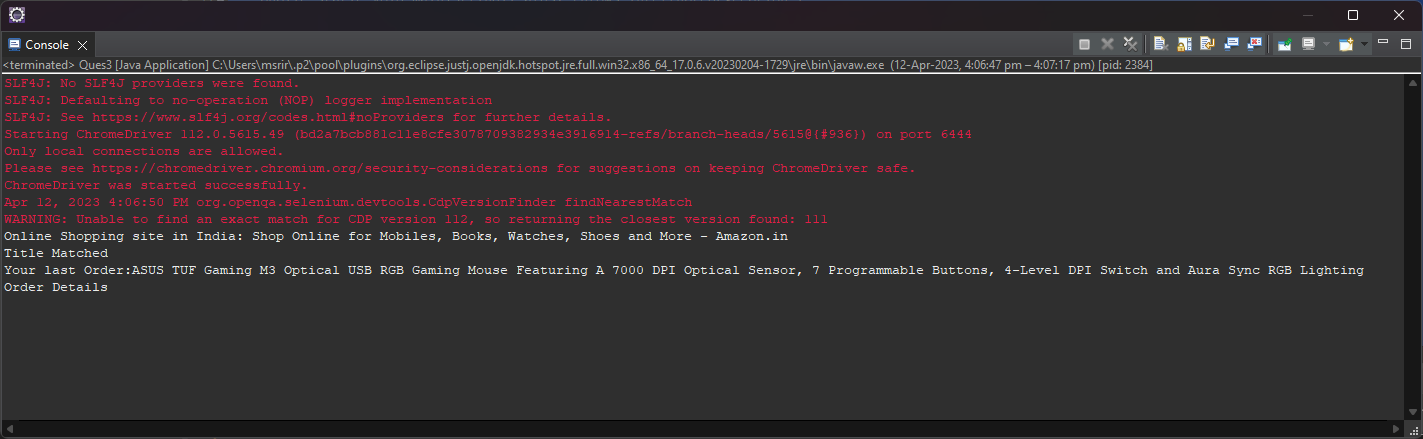 Console
<terminated> Ques3 [Java Application] C:\Users\msrir\.p2\pool\plugins\org.eclipse.justj.openjdk.hotspot.jre.full.win32.x86_64_17.0.6.v20230204-1729\jre\bin\javaw.exe (12-Apr-2023, 4:06:47 pm – 4:07:17 pm) [pid: 2384]
SLF4J: No SLF4J providers were found.
SLF4J: Defaulting to no-operation (NOP) logger implementation
SLF4J: See https://www.slf4j.org/codes.html#noProviders for further details.
Starting ChromeDriver 112.0.5615.49 (bd2a7bcb881c11e8cfe3078709382934e3916914-refs/branch-heads/5615@{#936}) on port 6444
Only local connections are allowed.
Please see https://chromedriver.chromium.org/security-considerations for suggestions on keeping ChromeDriver safe.
ChromeDriver was started successfully.
Apr 12, 2023 4:06:50 PM org.openqa.selenium.devtools.CdpVersionFinder findNearestMatch
WARNING: Unable to find an exact match for CDP version 112, so returning the closest version found: 111
Online Shopping site in India: Shop Online for Mobiles, Books, Watches, Shoes and More - Amazon.in
Title Matched
Your last Order:ASUS TUF Gaming M3 Optical USB RGB Gaming Mouse Featuring A 7000 DPI Optical Sensor, 7 Programmable Buttons, 4-Level DPI Switch and Aura Sync RGB Lighting
Order Details